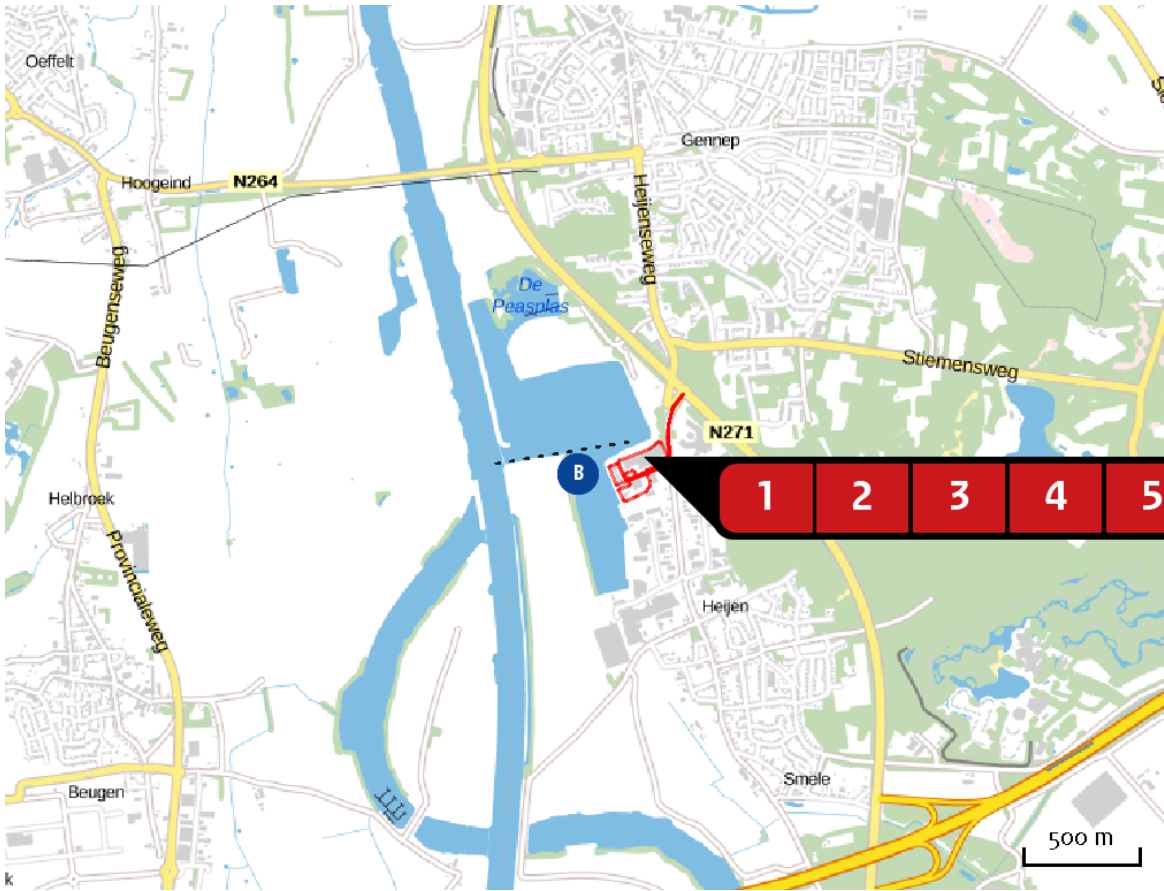 Oeffelt
Gennep
Hoogeind
N264
Heijenseweg
Beugenseweg
De
Peasplas
Stiemensweg
N271
B
1 2 3 4 5
Helbroek
Provincialeweg
Heijen
Smele
Beugen
500 m
k